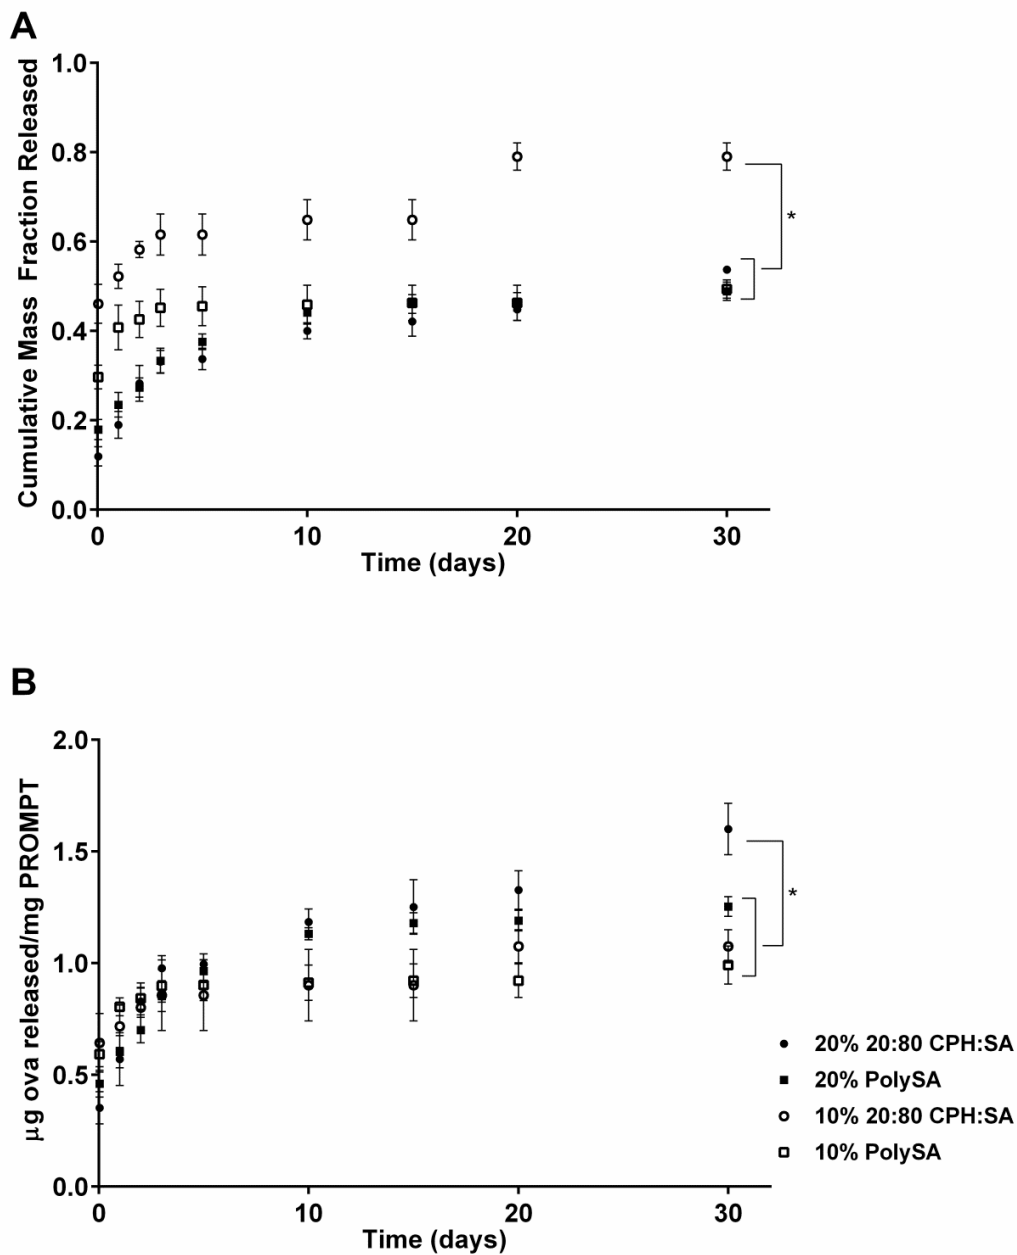 A
Cumulative Mass Fraction Released
1.0
0.8
0.6
0.4
0.2
0.0
*
0 10 20 30
Time (days)
B
µg ova released/mg PROMPT
2.0
1.5
1.0
0.5
0.0
*
20% 20:80 CPH:SA
20% PolySA
10% 20:80 CPH:SA
10% PolySA
0 10 20 30
Time (days)